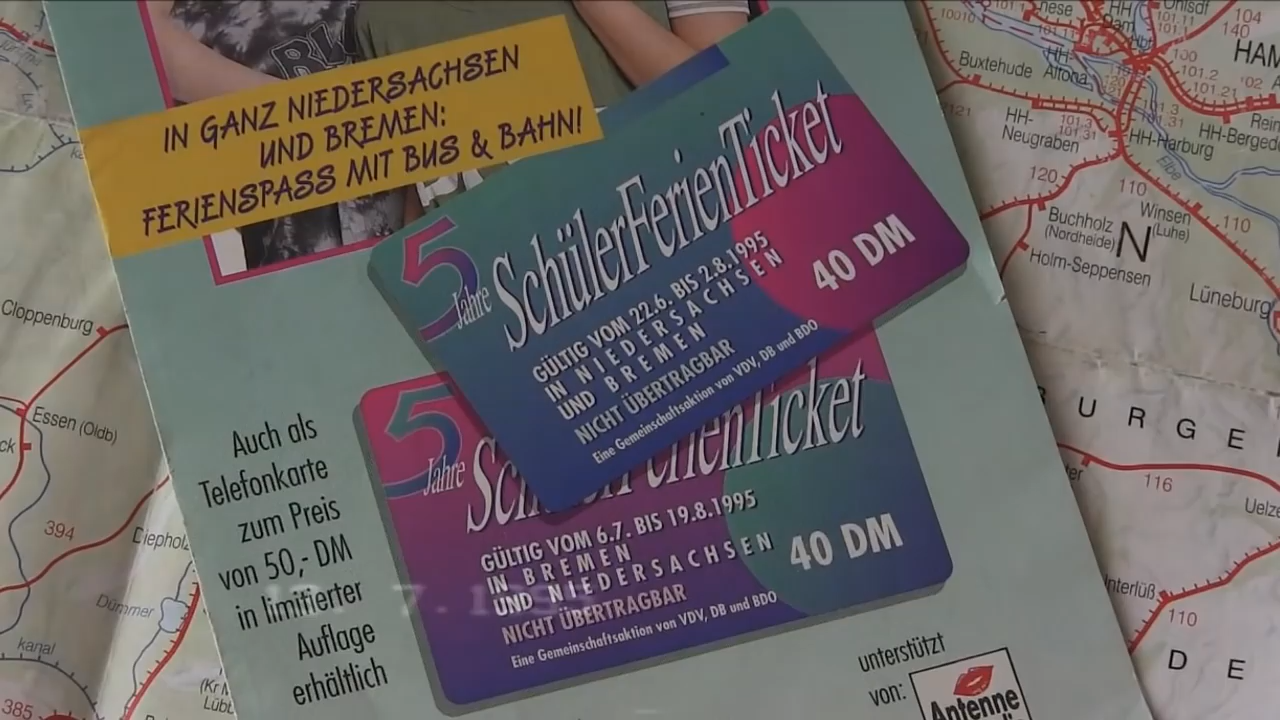 IN GANZ NIEDERSACHSEN
UND BREMEN:
FERIENSPASS MIT BUS & BAHN!
5
Jahre
SchülerFerienTicket
GÜLTIG VOM 22.6. BIS 2.8.1995
IN NIEDERSACHSEN
UND BREMEN
NICHT ÜBERTRAGBAR
40 DM
Eine Gemeinschaftsaktion von VDV, DB und BDO
5
Jahre
GÜLTIG VOM 6.7. BIS 19.8.1995
IN BREMEN
UND NIEDERSACHSEN
NICHT ÜBERTRAGBAR
40 DM
Eine Gemeinschaftsaktion von VDV, DB und BDO
Auch als
Telefonkarte
zum Preis
von 50,- DM
in limitierter
Auflage
erhältlich
unterstützt
von:
Antenne
Cloppenburg
Essen (Oldb)
394
Diepholz
Dümmer
kanal
385
Buxtehude
HH-
Altona
HH-
Neugraben
HH-Harburg
Elbe
104
140
120
110
Winsen
(Luhe)
110
Buchholz
(Nordheide)
N
Holm-Seppensen
Lüneburg
116
110
D E